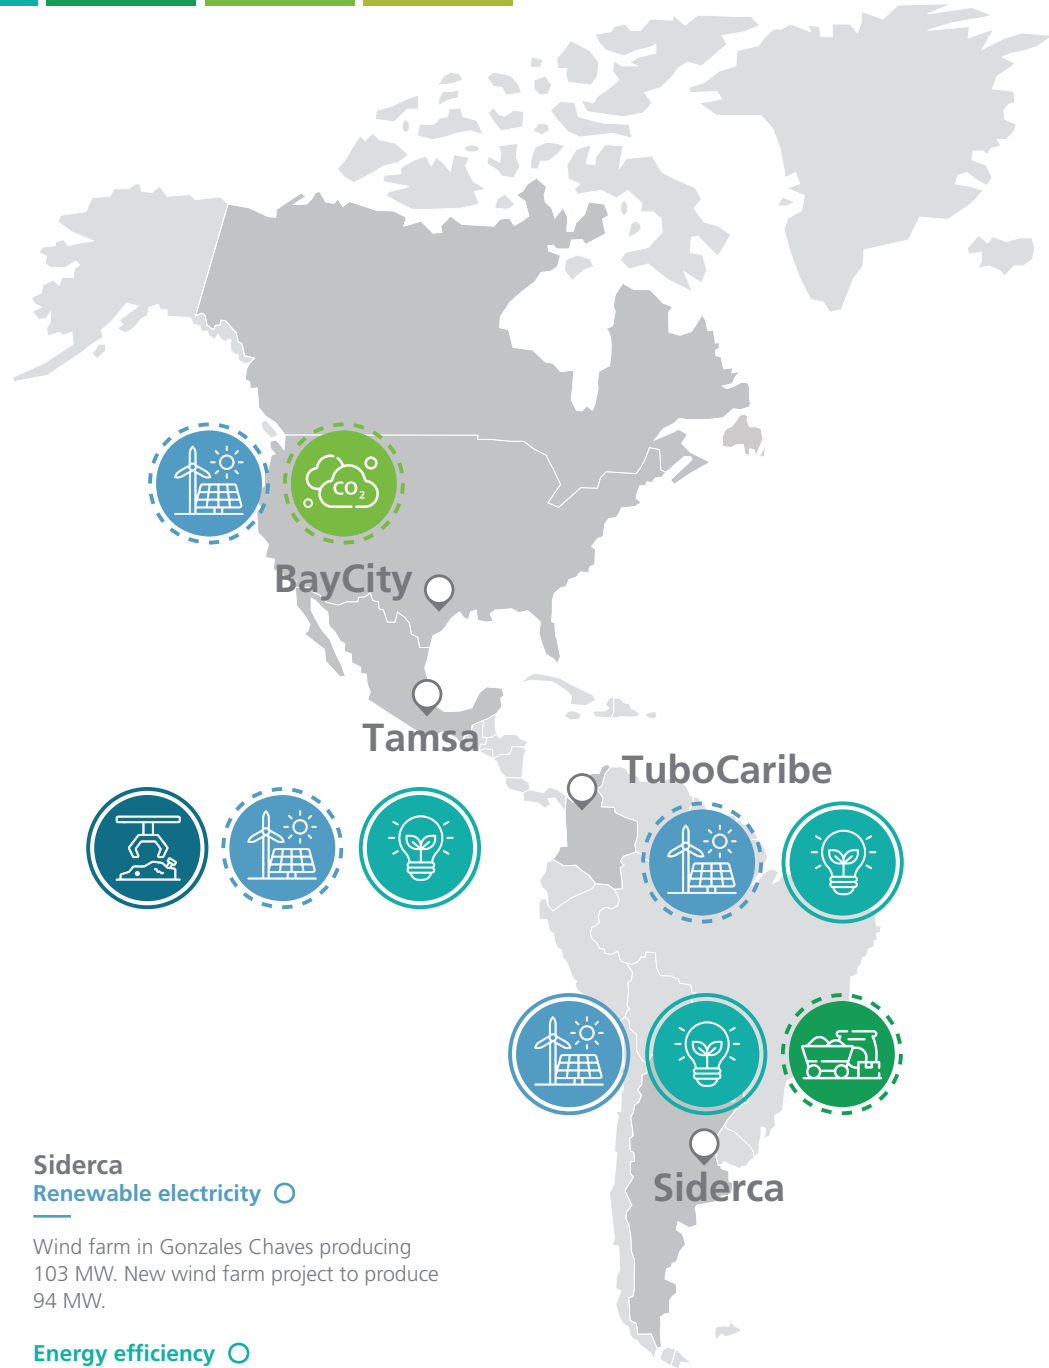 CO2
BayCity
Tamsa
TuboCaribe
Siderca
Siderca
Renewable electricity
Wind farm in Gonzales Chaves producing
103 MW. New wind farm project to produce
94 MW.
Energy efficiency